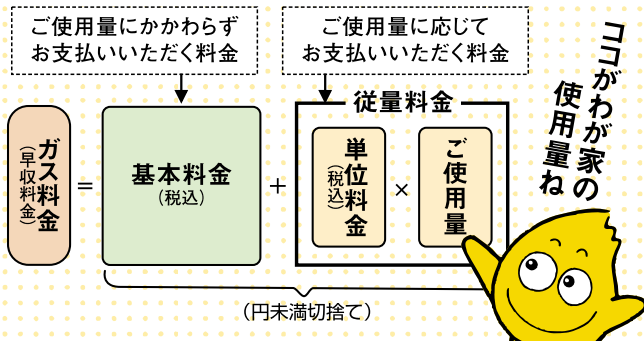 ご使用量にかかわらず
お支払いいただく料金
ご使用量に応じて
お支払いいただく料金
ガス料金
(早収料金)
=
基本料金
(税込)
+
従量料金
単位料金
(税込)
×
ご使用量
(円未満切捨て)
ココがわが家の
使用量ね